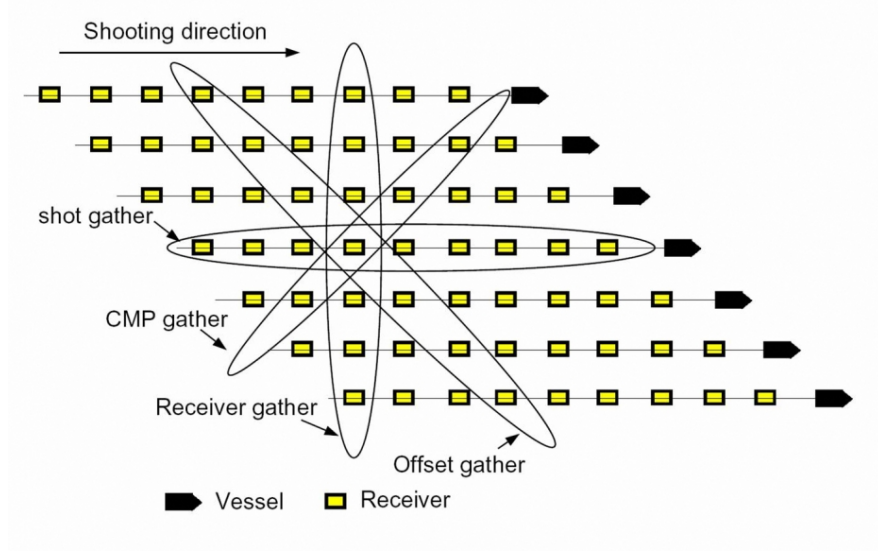 Shooting direction
shot gather
CMP gather
Receiver gather
Offset gather
Vessel Receiver